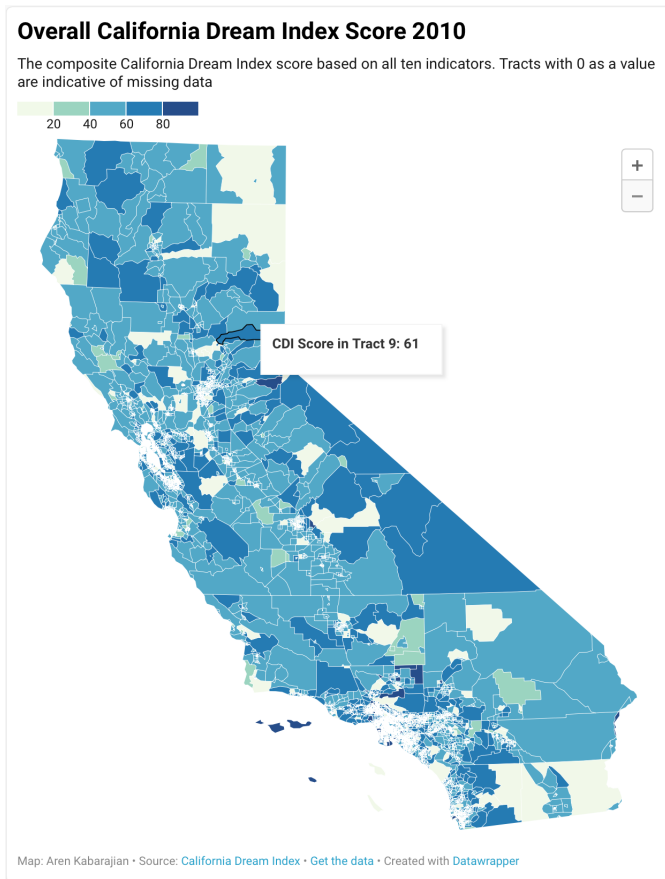 Overall California Dream Index Score 2010
The composite California Dream Index score based on all ten indicators. Tracts with 0 as a value
are indicative of missing data
20 40 60 80
+
−
CDI Score in Tract 9: 61
Map: Aren Kabarajian • Source: California Dream Index • Get the data • Created with Datawrapper